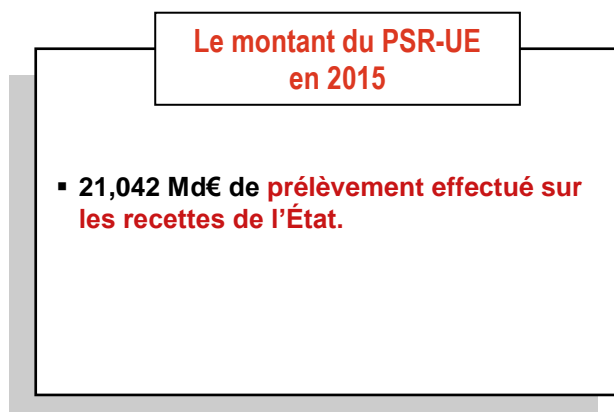 Le montant du PSR-UE
en 2015
▪ 21,042 Md€ de prélèvement effectué sur
les recettes de l’État.